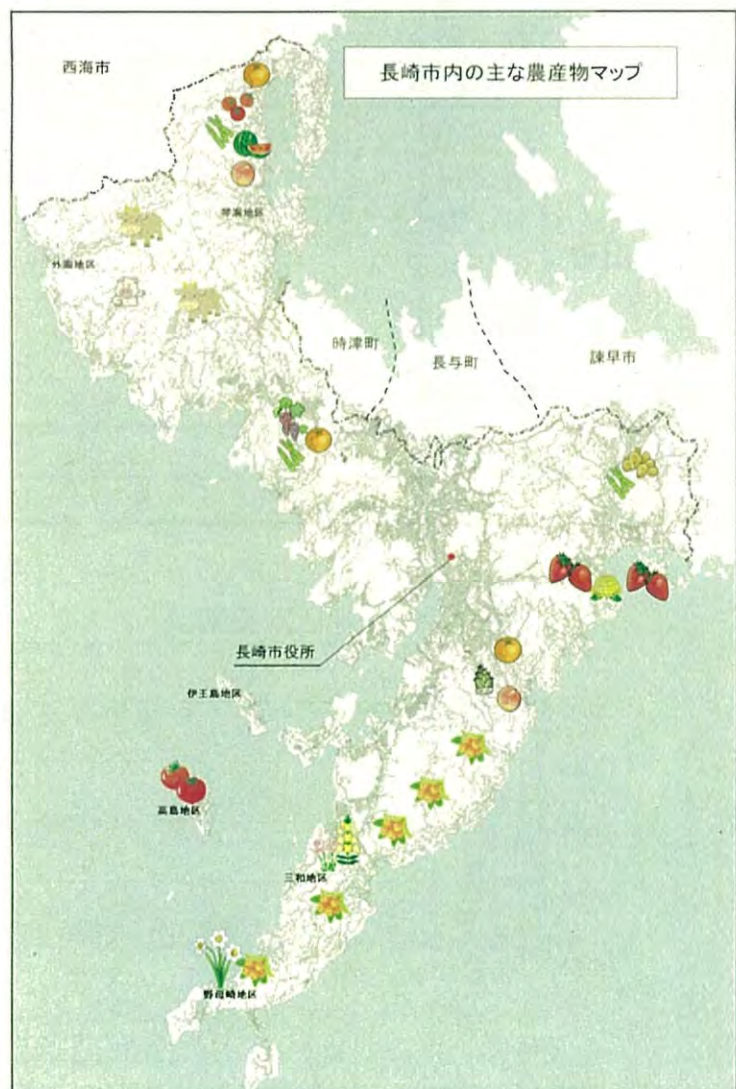 西海市
長崎市内の主な農産物マップ
琴海地区
外海地区
時津町
長与町
諫早市
長崎市役所
伊王島地区
高島地区
三和地区
野母崎地区